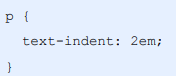 p {
  text-indent: 2em;
}